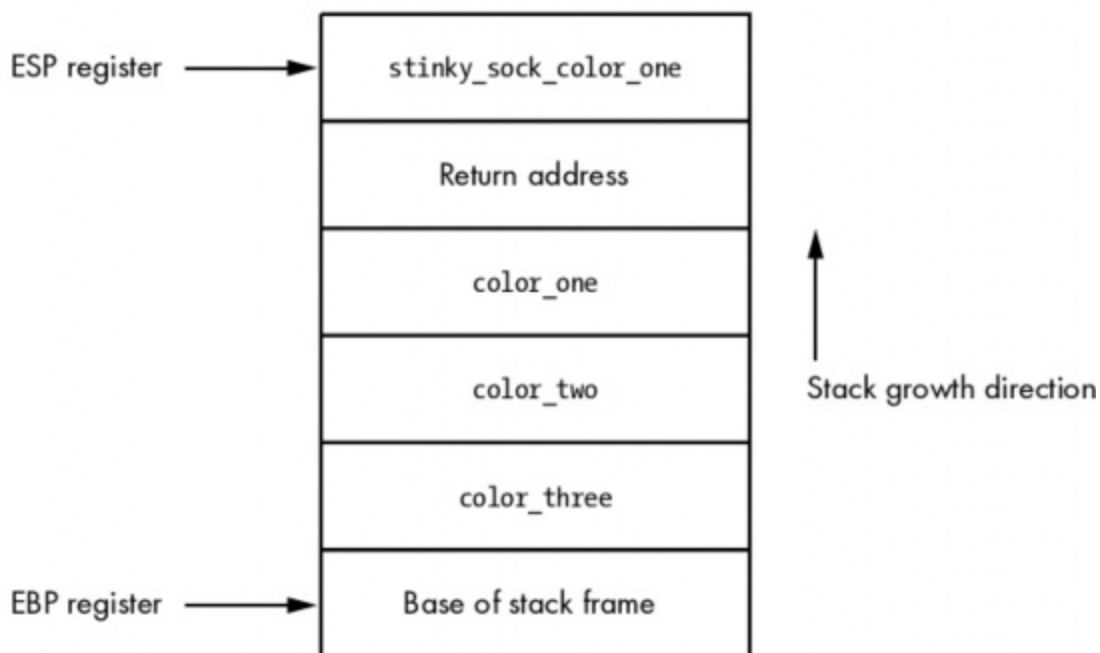 ESP register
stinky_sock_color_one
Return address
color_one
color_two
Stack growth direction
color_three
EBP register
Base of stack frame